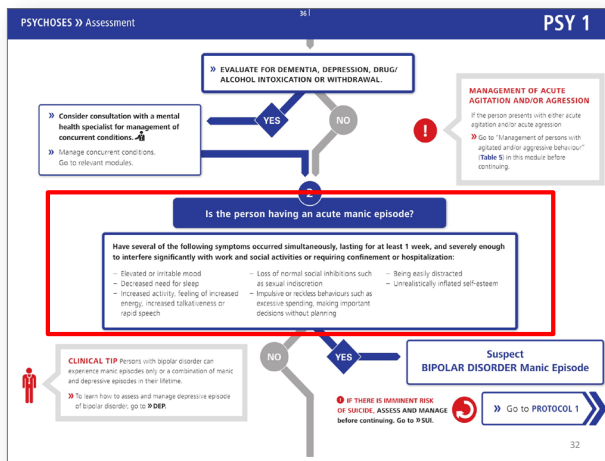 PSYCHOSES » Assessment
36
PSY 1
» EVALUATE FOR DEMENTIA, DEPRESSION, DRUG/
ALCOHOL INTOXICATION OR WITHDRAWAL.
YES
NO
» Consider consultation with a mental
health specialist for management of
concurrent conditions.
» Manage concurrent conditions.
Go to relevant modules.
!
MANAGEMENT OF ACUTE
AGITATION AND/OR AGRESSION
If the person presents with either acute
agitation and/or acute agression
» Go to "Management of persons with
agitated and/or aggressive behaviour"
(Table 5) in this module before
continuing.
2
Is the person having an acute manic episode?
Have several of the following symptoms occurred simultaneously, lasting for at least 1 week, and severely enough
to interfere significantly with work and social activities or requiring confinement or hospitalization:
– Elevated or irritable mood
– Decreased need for sleep
– Increased activity, feeling of increased
energy, increased talkativeness or
rapid speech
– Loss of normal social inhibitions such
as sexual indiscretion
– Impulsive or reckless behaviours such as
excessive spending, making important
decisions without planning
– Being easily distracted
– Unrealistically inflated self-esteem
CLINICAL TIP Persons with bipolar disorder can
experience manic episodes only or a combination of manic
and depressive episodes in their lifetime.
» To learn how to assess and manage depressive episode
of bipolar disorder, go to » DEP.
NO
YES
Suspect
BIPOLAR DISORDER Manic Episode
! IF THERE IS IMMINENT RISK
OF SUICIDE, ASSESS AND MANAGE
before continuing. Go to » SUI.
» Go to PROTOCOL 1
32